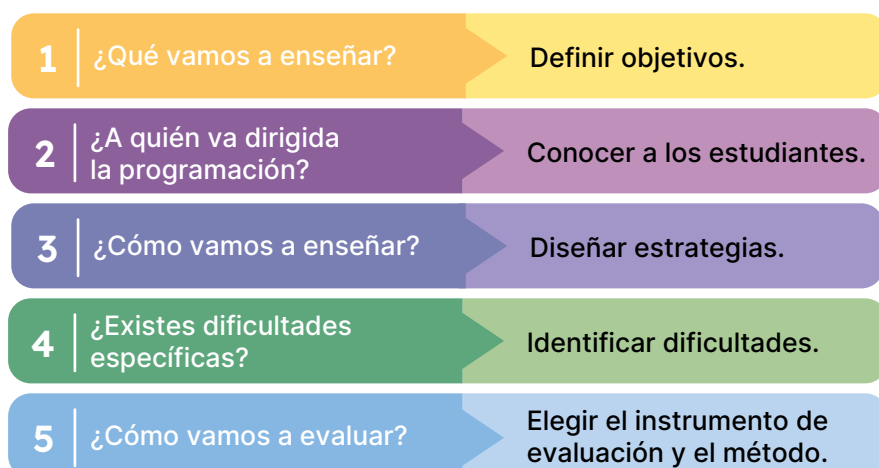 1 ¿Qué vamos a enseñar? Definir objetivos.
2 ¿A quién va dirigida
la programación? Conocer a los estudiantes.
3 ¿Cómo vamos a enseñar? Diseñar estrategias.
4 ¿Existes dificultades
específicas? Identificar dificultades.
5 ¿Cómo vamos a evaluar? Elegir el instrumento de
evaluación y el método.